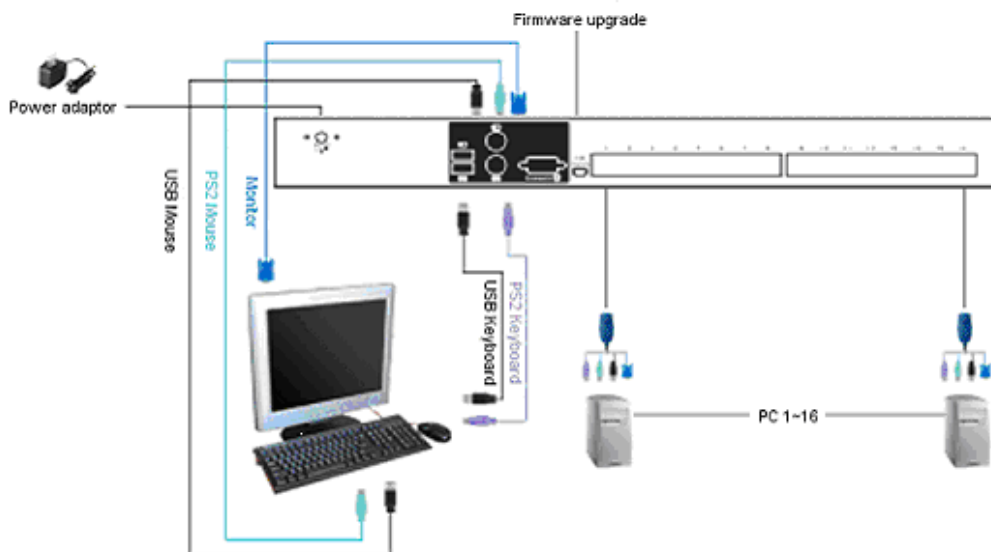 Firmware upgrade
Power adaptor
USB Mouse
PS2 Mouse
Monitor
USB Keyboard
PS2 Keyboard
PC 1~16